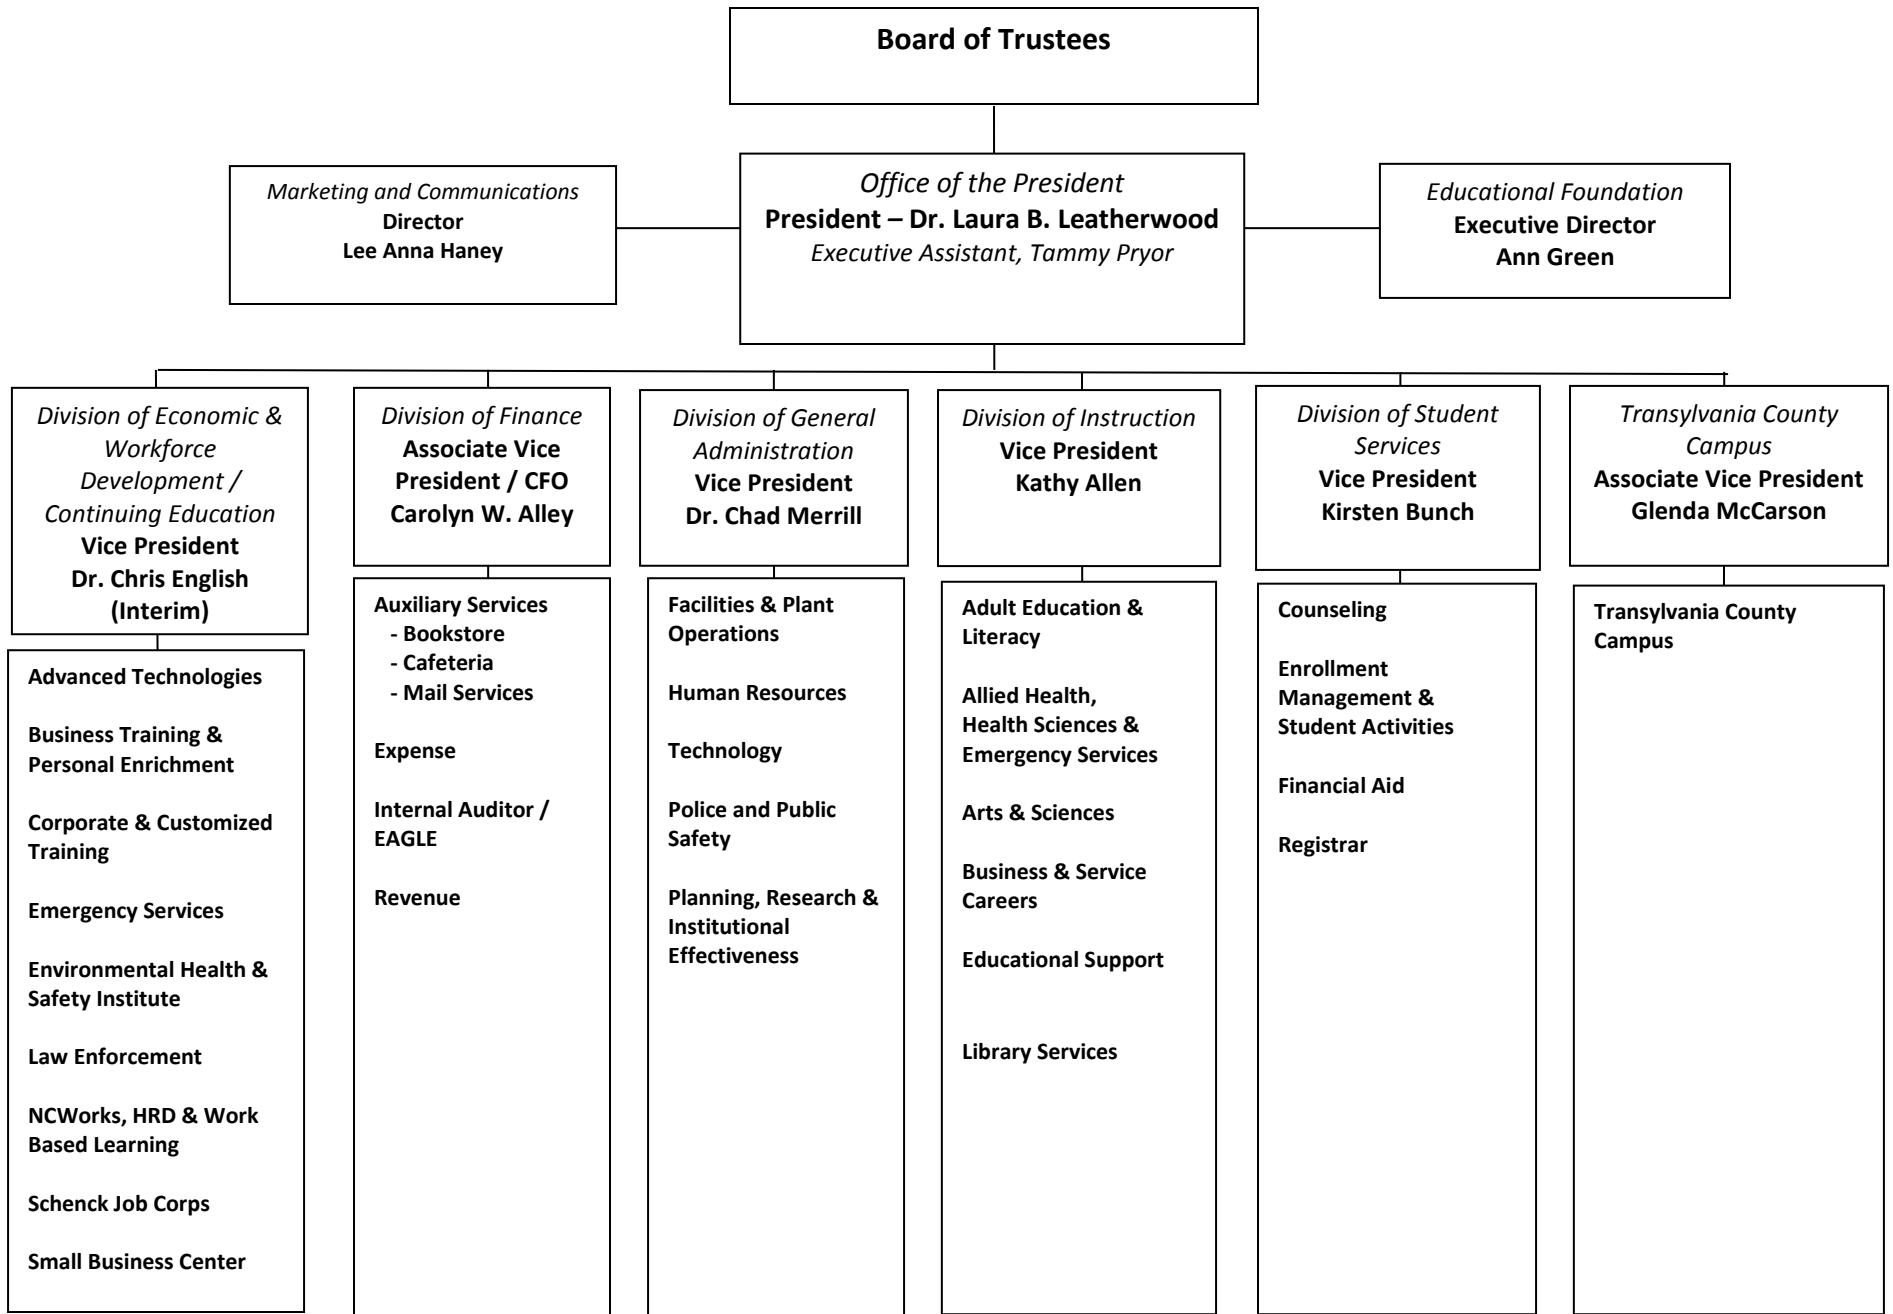 Board of Trustees
Marketing and Communications
Director
Lee Anna Haney
Office of the President
President – Dr. Laura B. Leatherwood
Executive Assistant, Tammy Pryor
Educational Foundation
Executive Director
Ann Green
Division of Economic &
Workforce
Development /
Continuing Education
Vice President
Dr. Chris English
(Interim)
Advanced Technologies
Business Training &
Personal Enrichment
Corporate & Customized
Training
Emergency Services
Environmental Health &
Safety Institute
Law Enforcement
NCWorks, HRD & Work
Based Learning
Schenck Job Corps
Small Business Center
Division of Finance
Associate Vice
President / CFO
Carolyn W. Alley
Auxiliary Services
- Bookstore
- Cafeteria
- Mail Services
Expense
Internal Auditor /
EAGLE
Revenue
Division of General
Administration
Vice President
Dr. Chad Merrill
Facilities & Plant
Operations
Human Resources
Technology
Police and Public
Safety
Planning, Research &
Institutional
Effectiveness
Division of Instruction
Vice President
Kathy Allen
Adult Education &
Literacy
Allied Health,
Health Sciences &
Emergency Services
Arts & Sciences
Business & Service
Careers
Educational Support
Library Services
Division of Student
Services
Vice President
Kirsten Bunch
Counseling
Enrollment
Management &
Student Activities
Financial Aid
Registrar
Transylvania County
Campus
Associate Vice President
Glenda McCarson
Transylvania County
Campus